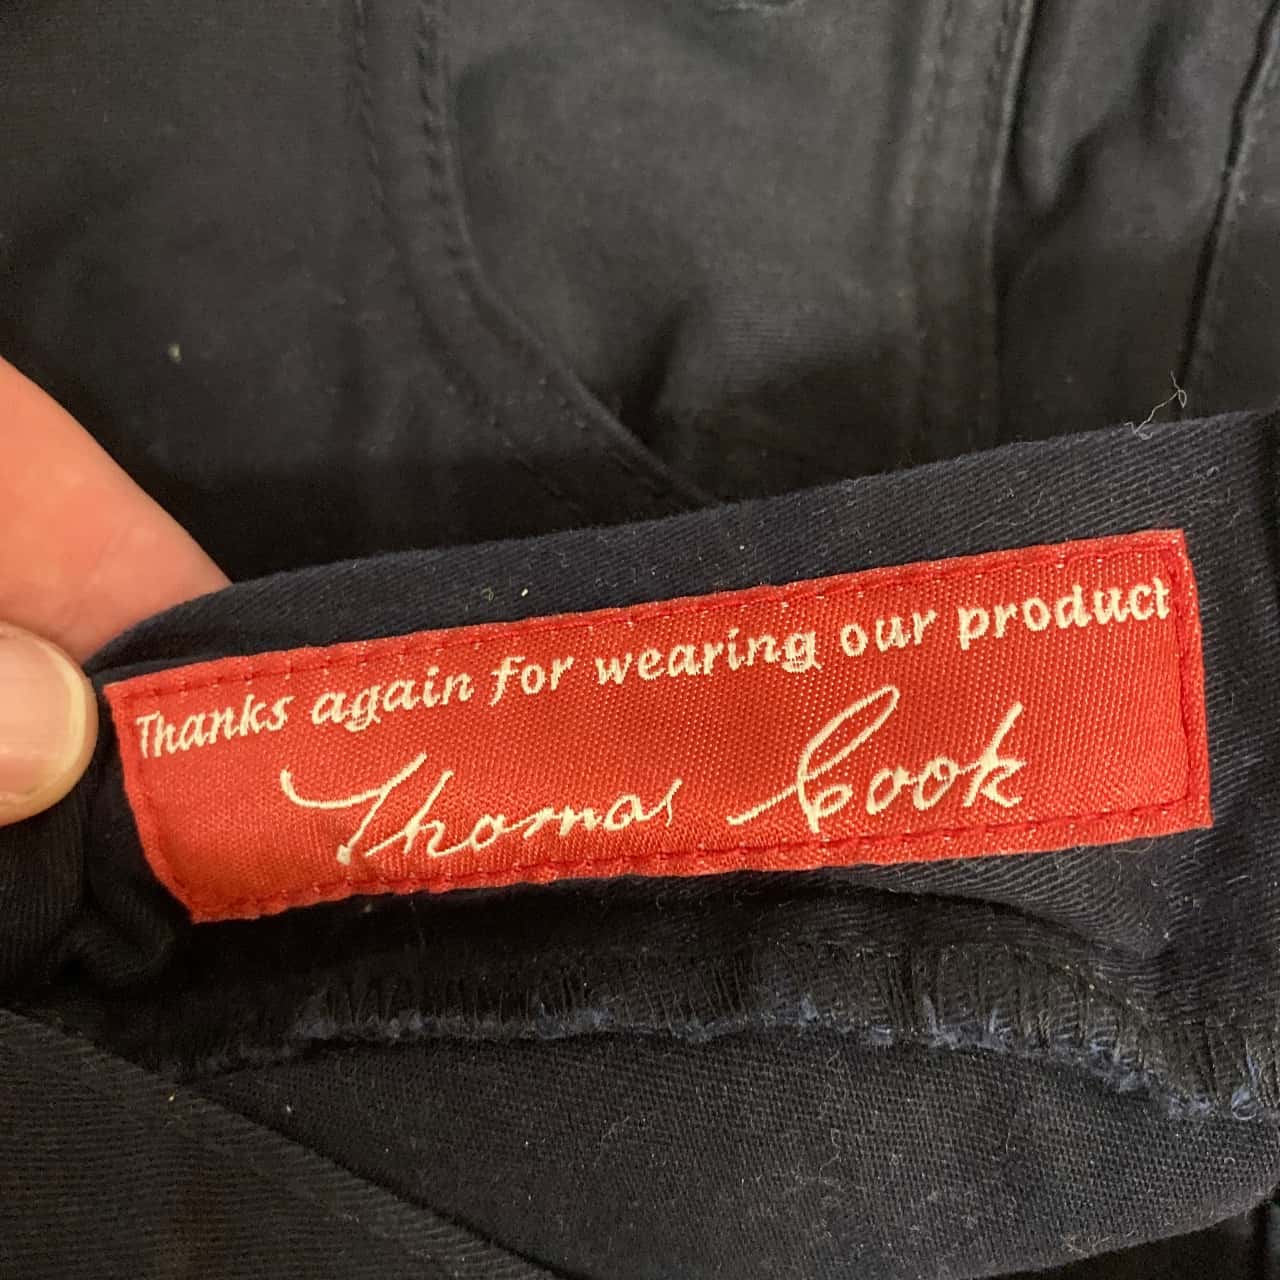 Thanks again for wearing our product
Thomas Cook